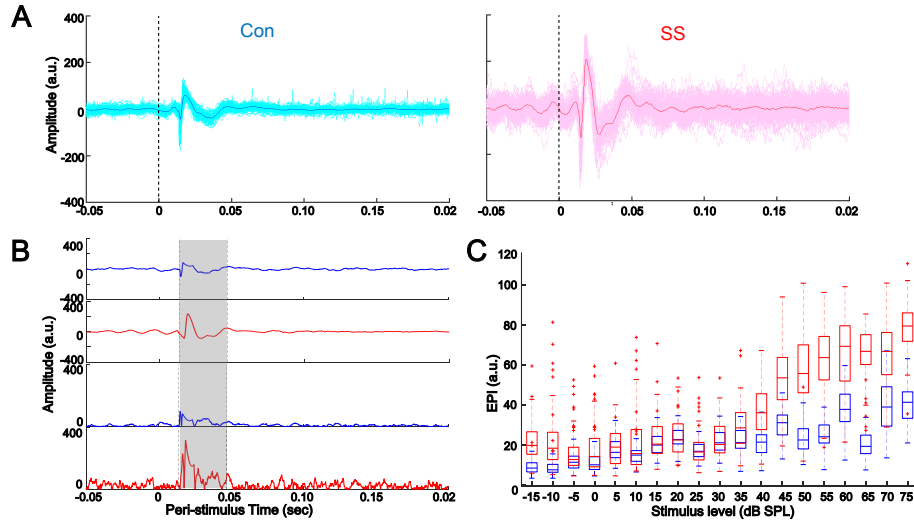 A
Con
SS
Amplitude (a.u.)
400
200
0
-200
-400
-0.05 0 0.05 0.1 0.15 0.02
-0.05 0 0.05 0.1 0.15 0.02
B
Amplitude (a.u.)
400
0
-400
400
0
-400
400
0
400
0
-0.05 0 0.05 0.1 0.15 0.02
Peri-stimulus Time (sec)
C
EPI (a.u.)
120
100
80
60
40
20
0
-15 -10 -5 0 5 10 15 20 25 30 35 40 45 50 55 60 65 70 75
Stimulus level (dB SPL)